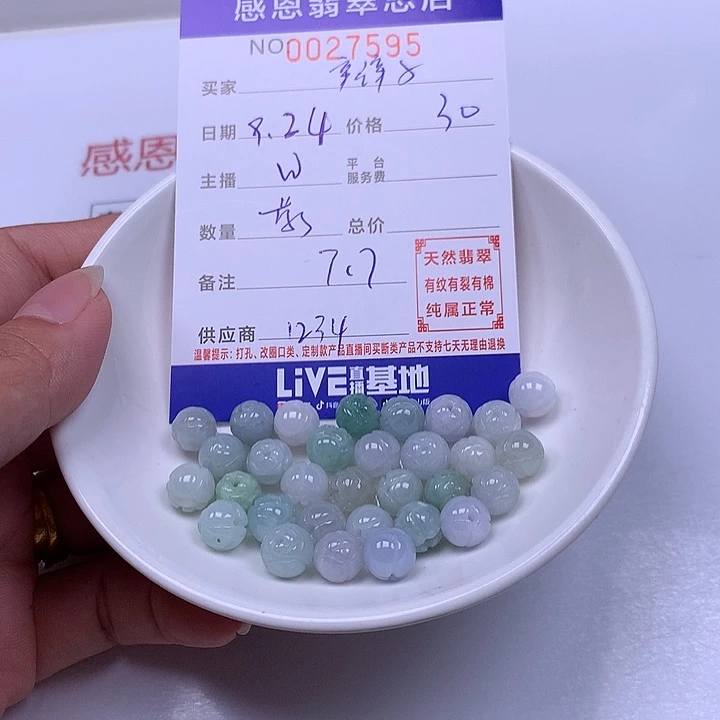 感恩翡翠总店
NO 0027595
买家
日期 8.24 价格 30
主播 W 平台服务费
数量 总价
备注 7.7
天然翡翠
有纹有裂有棉
纯属正常
供应商 1234
温馨提示:打孔、改圈口类、定制款产品直播间买断类产品不支持七天无理由退换
LiVE直播基地
感恩